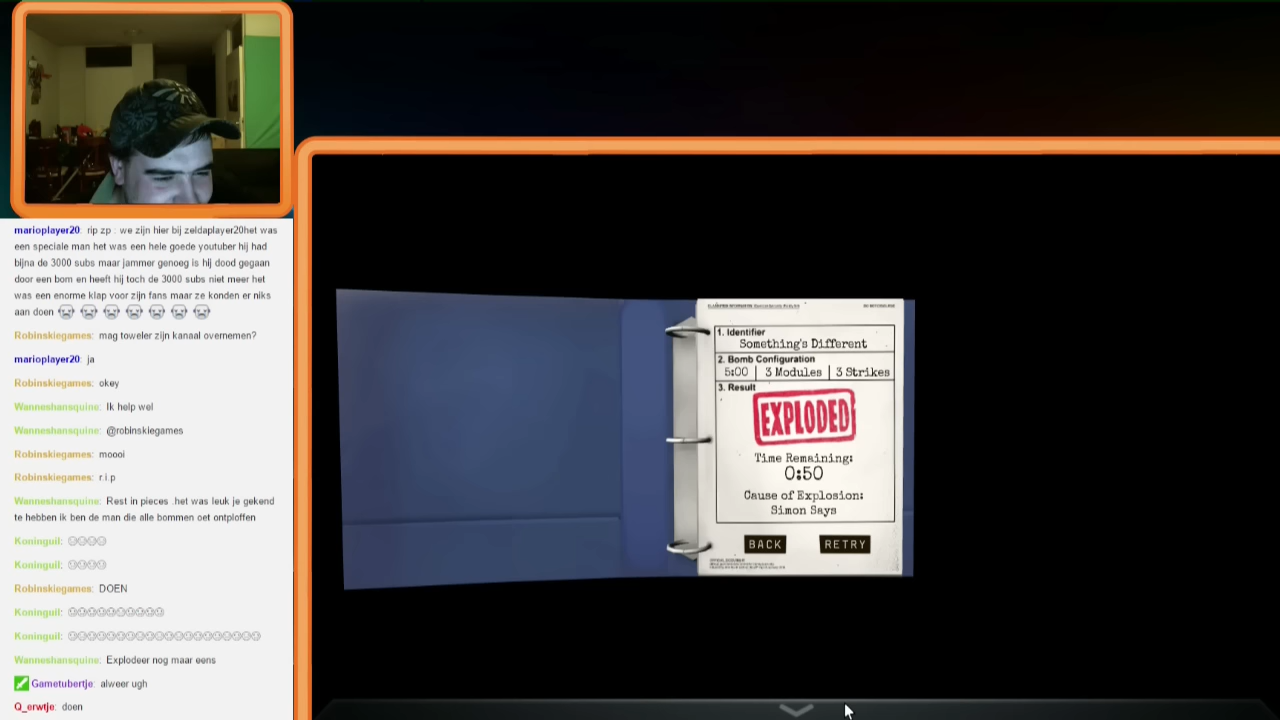 marioplayer20: rip zp : we zijn hier bij zeldaplayer20het was
een speciale man het was een hele goede youtuber hij had
bijna de 3000 subs maar jammer genoeg is hij dood gegaan
door een bom en heeft hij toch de 3000 subs niet meer het
was een enorme klap voor zijn fans maar ze konden er niks
aan doen
Robinskiegames: mag toweler zijn kanaal overnemen?
marioplayer20: ja
Robinskiegames: okey
Wanneshansquine: Ik help wel
Wanneshansquine: @robinskiegames
Robinskiegames: moooi
Robinskiegames: r.i.p
Wanneshansquine: Rest in pieces .het was leuk je gekend
te hebben ik ben de man die alle bommen oet ontploffen
Koninguil:
Koninguil:
Robinskiegames: DOEN
Koninguil:
Koninguil:
Wanneshansquine: Explodeer nog maar eens
Gametubertje: alweer ugh
Q_erwtje: doen
1. Identifier
Something's Different
2. Bomb Configuration
5:00 | 3 Modules | 3 Strikes
3. Result
EXPLODED
Time Remaining:
0:50
Cause of Explosion:
Simon Says
BACK RETRY